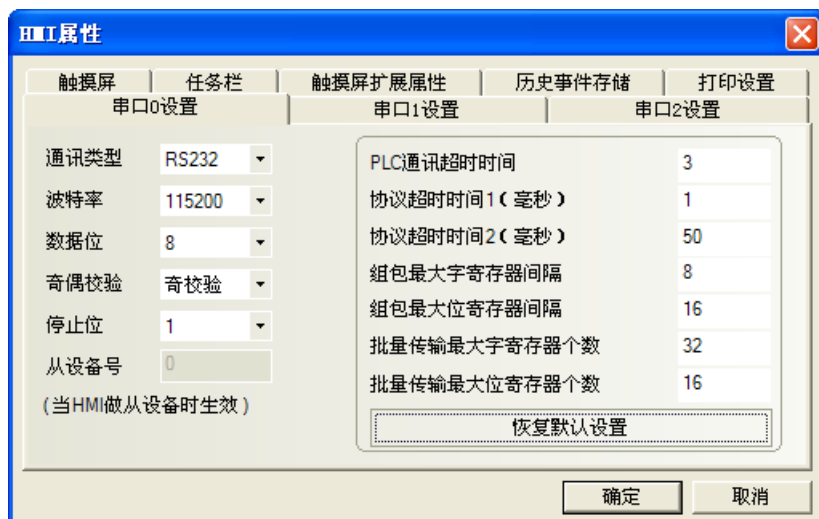 HMI属性
触摸屏 任务栏 触摸屏扩展属性 历史事件存储 打印设置
串口0设置 串口1设置 串口2设置
通讯类型 RS232
波特率 115200
数据位 8
奇偶校验 奇校验
停止位 1
从设备号 0
(当HMI做从设备时生效)
PLC通讯超时时间 3
协议超时时间1(毫秒) 1
协议超时时间2(毫秒) 50
组包最大字寄存器间隔 8
组包最大位寄存器间隔 16
批量传输最大字寄存器个数 32
批量传输最大位寄存器个数 16
恢复默认设置
确定 取消